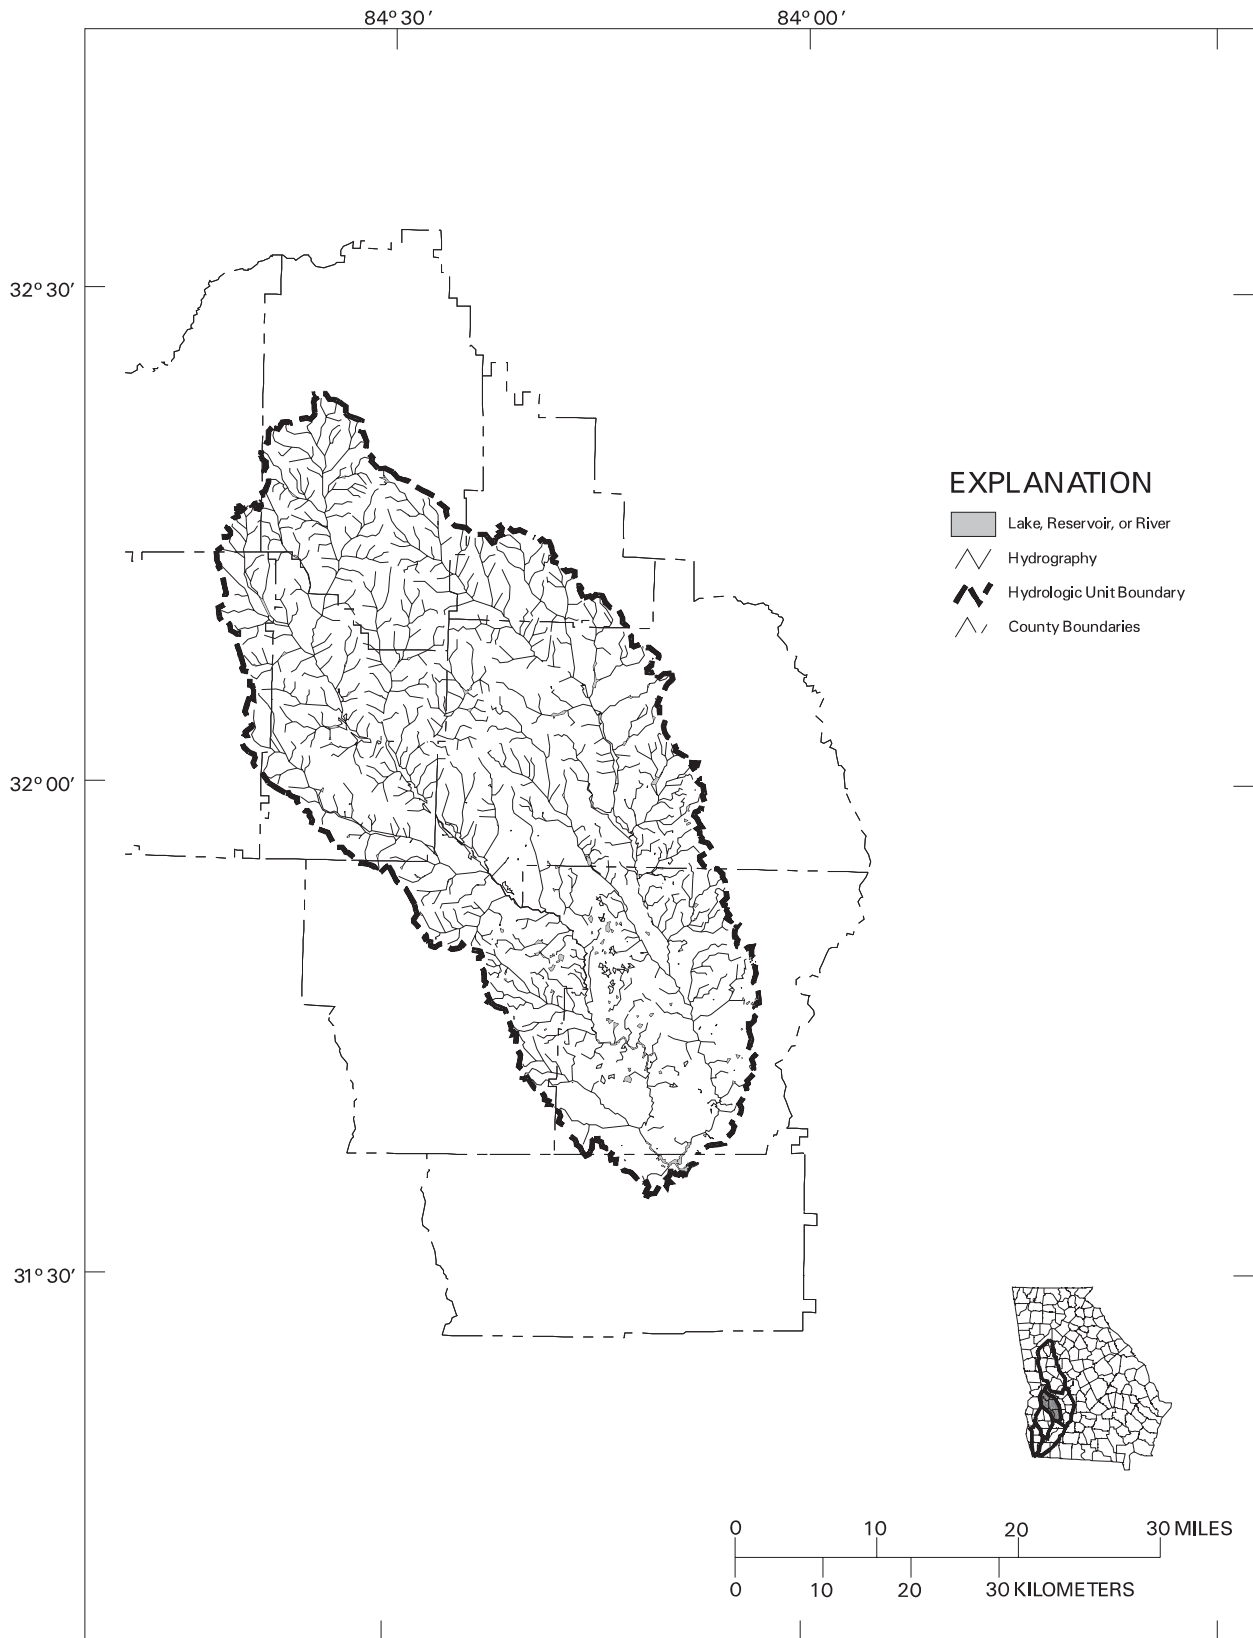 84° 30′ 84° 00′
32° 30′
EXPLANATION
Lake, Reservoir, or River
Hydrography
Hydrologic Unit Boundary
County Boundaries
32° 00′
31° 30′
0 10 20 30 MILES
0 10 20 30 KILOMETERS